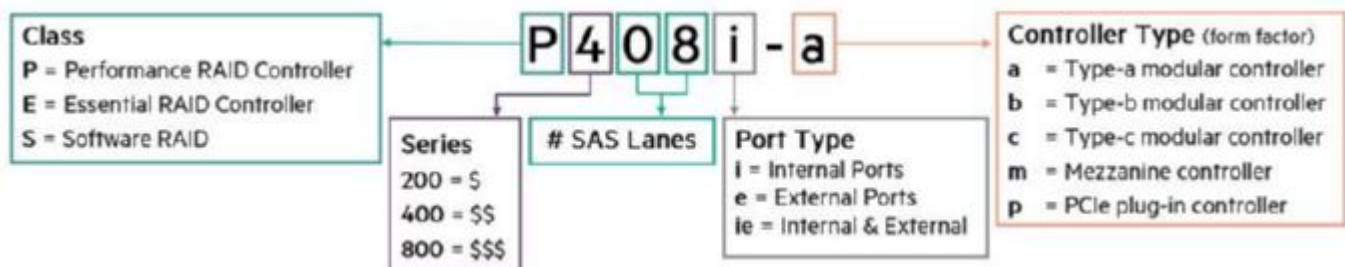 P408i-a
Class
P = Performance RAID Controller
E = Essential RAID Controller
S = Software RAID
Series
200 = $
400 = $$
800 = $$$
# SAS Lanes
Port Type
i = Internal Ports
e = External Ports
ie = Internal & External
Controller Type (form factor)
a = Type-a modular controller
b = Type-b modular controller
c = Type-c modular controller
m = Mezzanine controller
p = PCIe plug-in controller